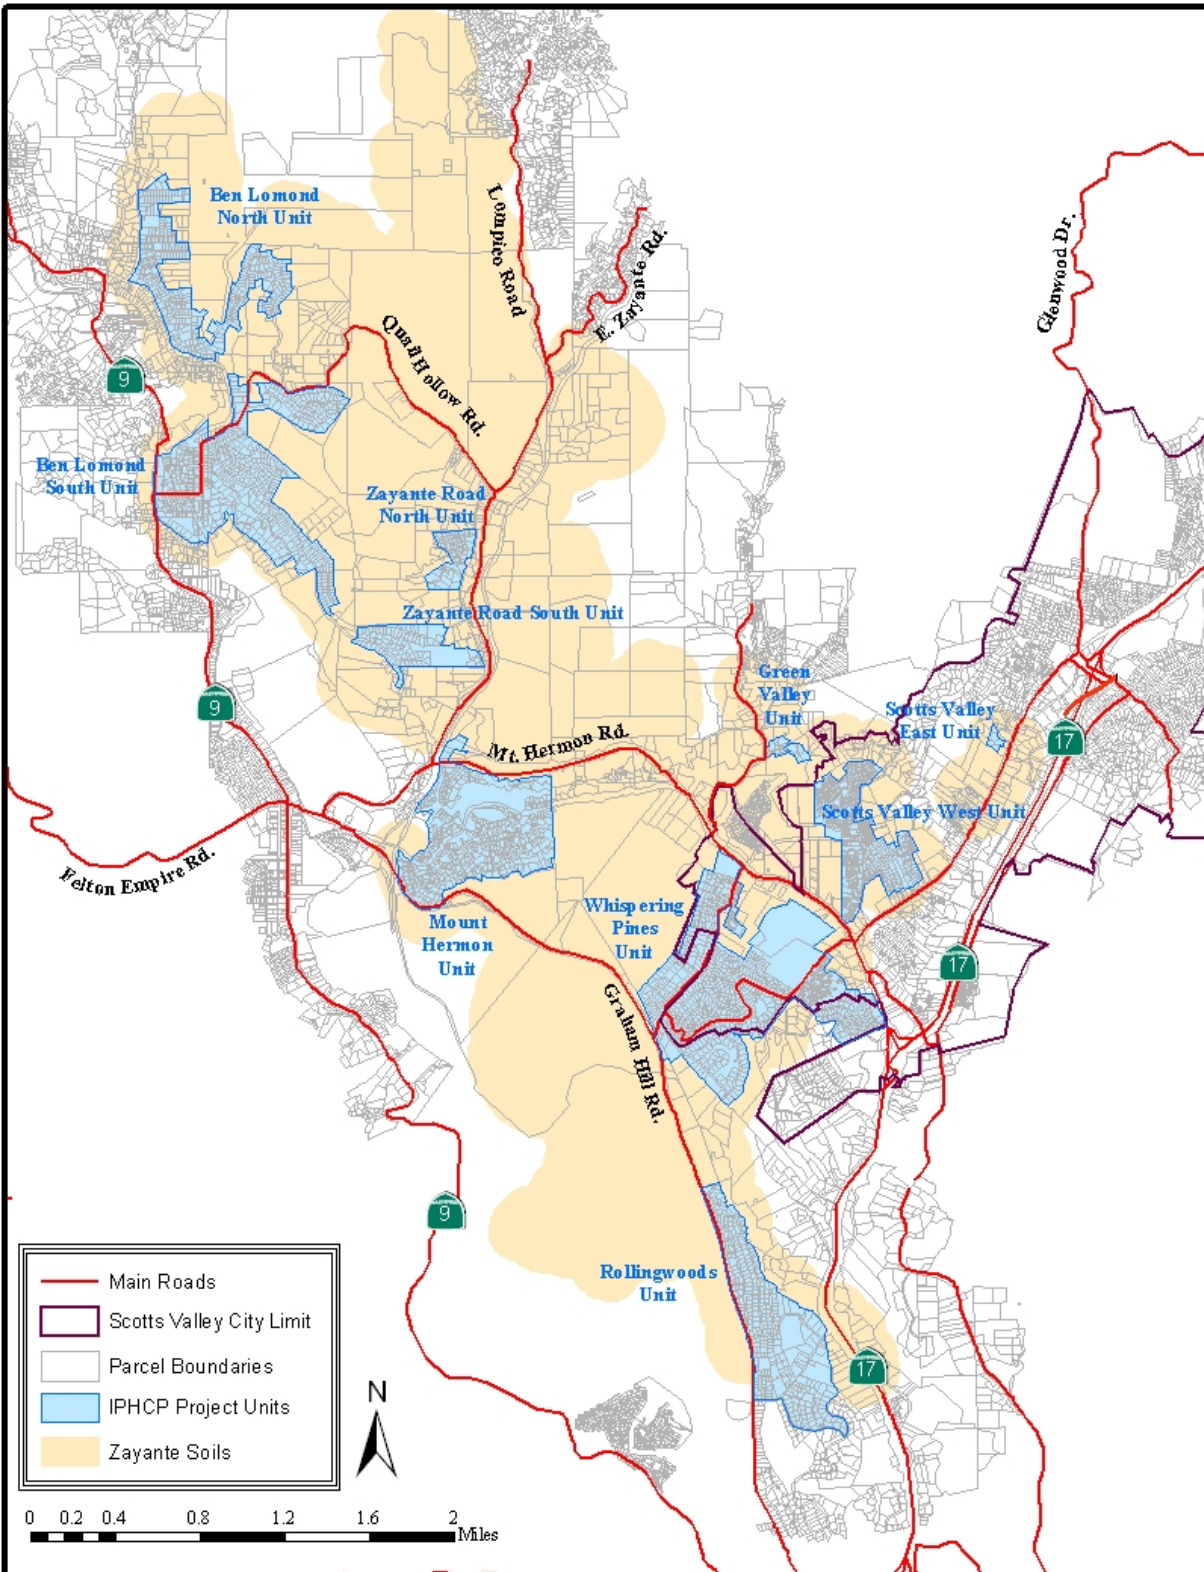 Ben Lomond
North Unit
Lompico Road
E. Zayante Rd.
Glenwood Dr.
Quail Hollow Rd.
9
Ben Lomond
South Unit
Zayante Road
North Unit
Zayante Road South Unit
Green
Valley
Unit
9
Scotts Valley
East Unit
17
Mt. Hermon Rd.
Scotts Valley West Unit
Felton Empire Rd.
Whispering
Pines
Unit
Mount
Hermon
Unit
17
Graham Hill Rd.
9
Rollingwoods
Unit
17
Main Roads
Scotts Valley City Limit
Parcel Boundaries
IPHCP Project Units
Zayante Soils
N
0 0.2 0.4 0.8 1.2 1.6 2
Miles